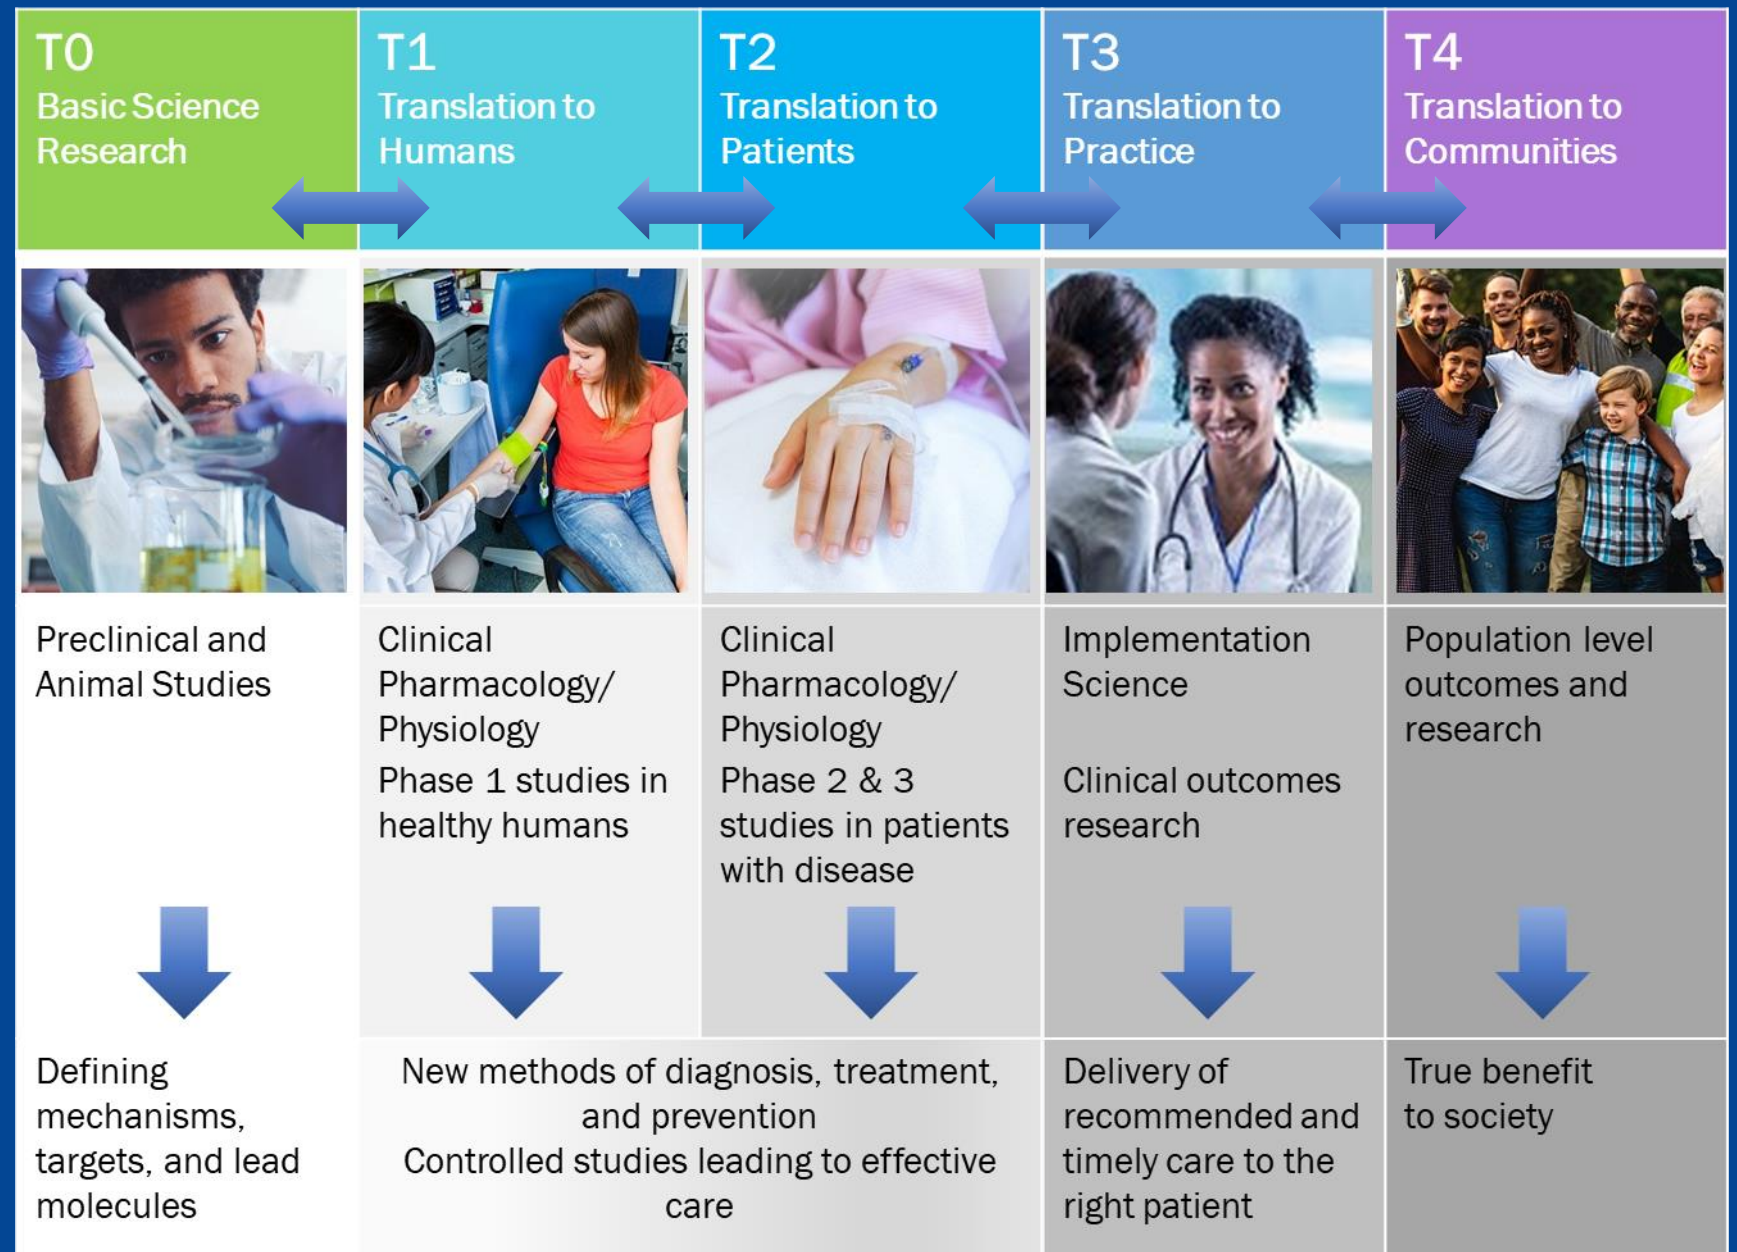 T0
Basic Science
Research
T1
Translation to
Humans
T2
Translation to
Patients
T3
Translation to
Practice
T4
Translation to
Communities
Preclinical and
Animal Studies
Clinical
Pharmacology/
Physiology
Phase 1 studies in
healthy humans
Clinical
Pharmacology/
Physiology
Phase 2 & 3
studies in patients
with disease
Implementation
Science
Clinical outcomes
research
Population level
outcomes and
research
Defining
mechanisms,
targets, and lead
molecules
New methods of diagnosis, treatment,
and prevention
Controlled studies leading to effective
care
Delivery of
recommended and
timely care to the
right patient
True benefit
to society